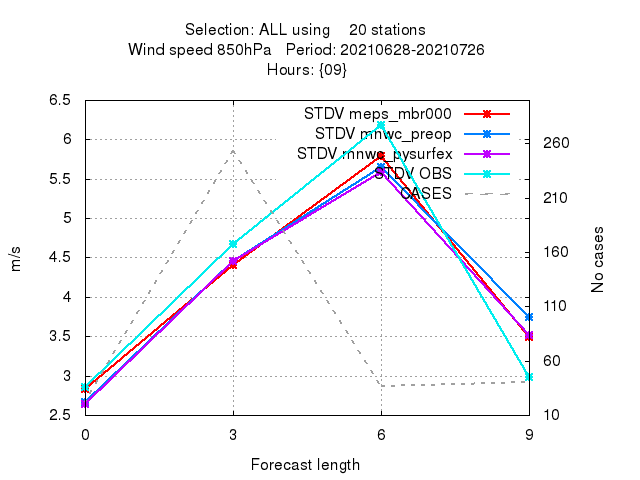 Selection: ALL using 20 stations
Wind speed 850hPa Period: 20210628-20210726
Hours: {09}
6.5
6
5.5
5
4.5
4
3.5
3
2.5
m/s
STDV meps_mbr000
STDV mnwc_preop
STDV mnwc_pysurfex
STDV OBS
CASES
260
210
160
110
60
10
No cases
0 3 6 9
Forecast length